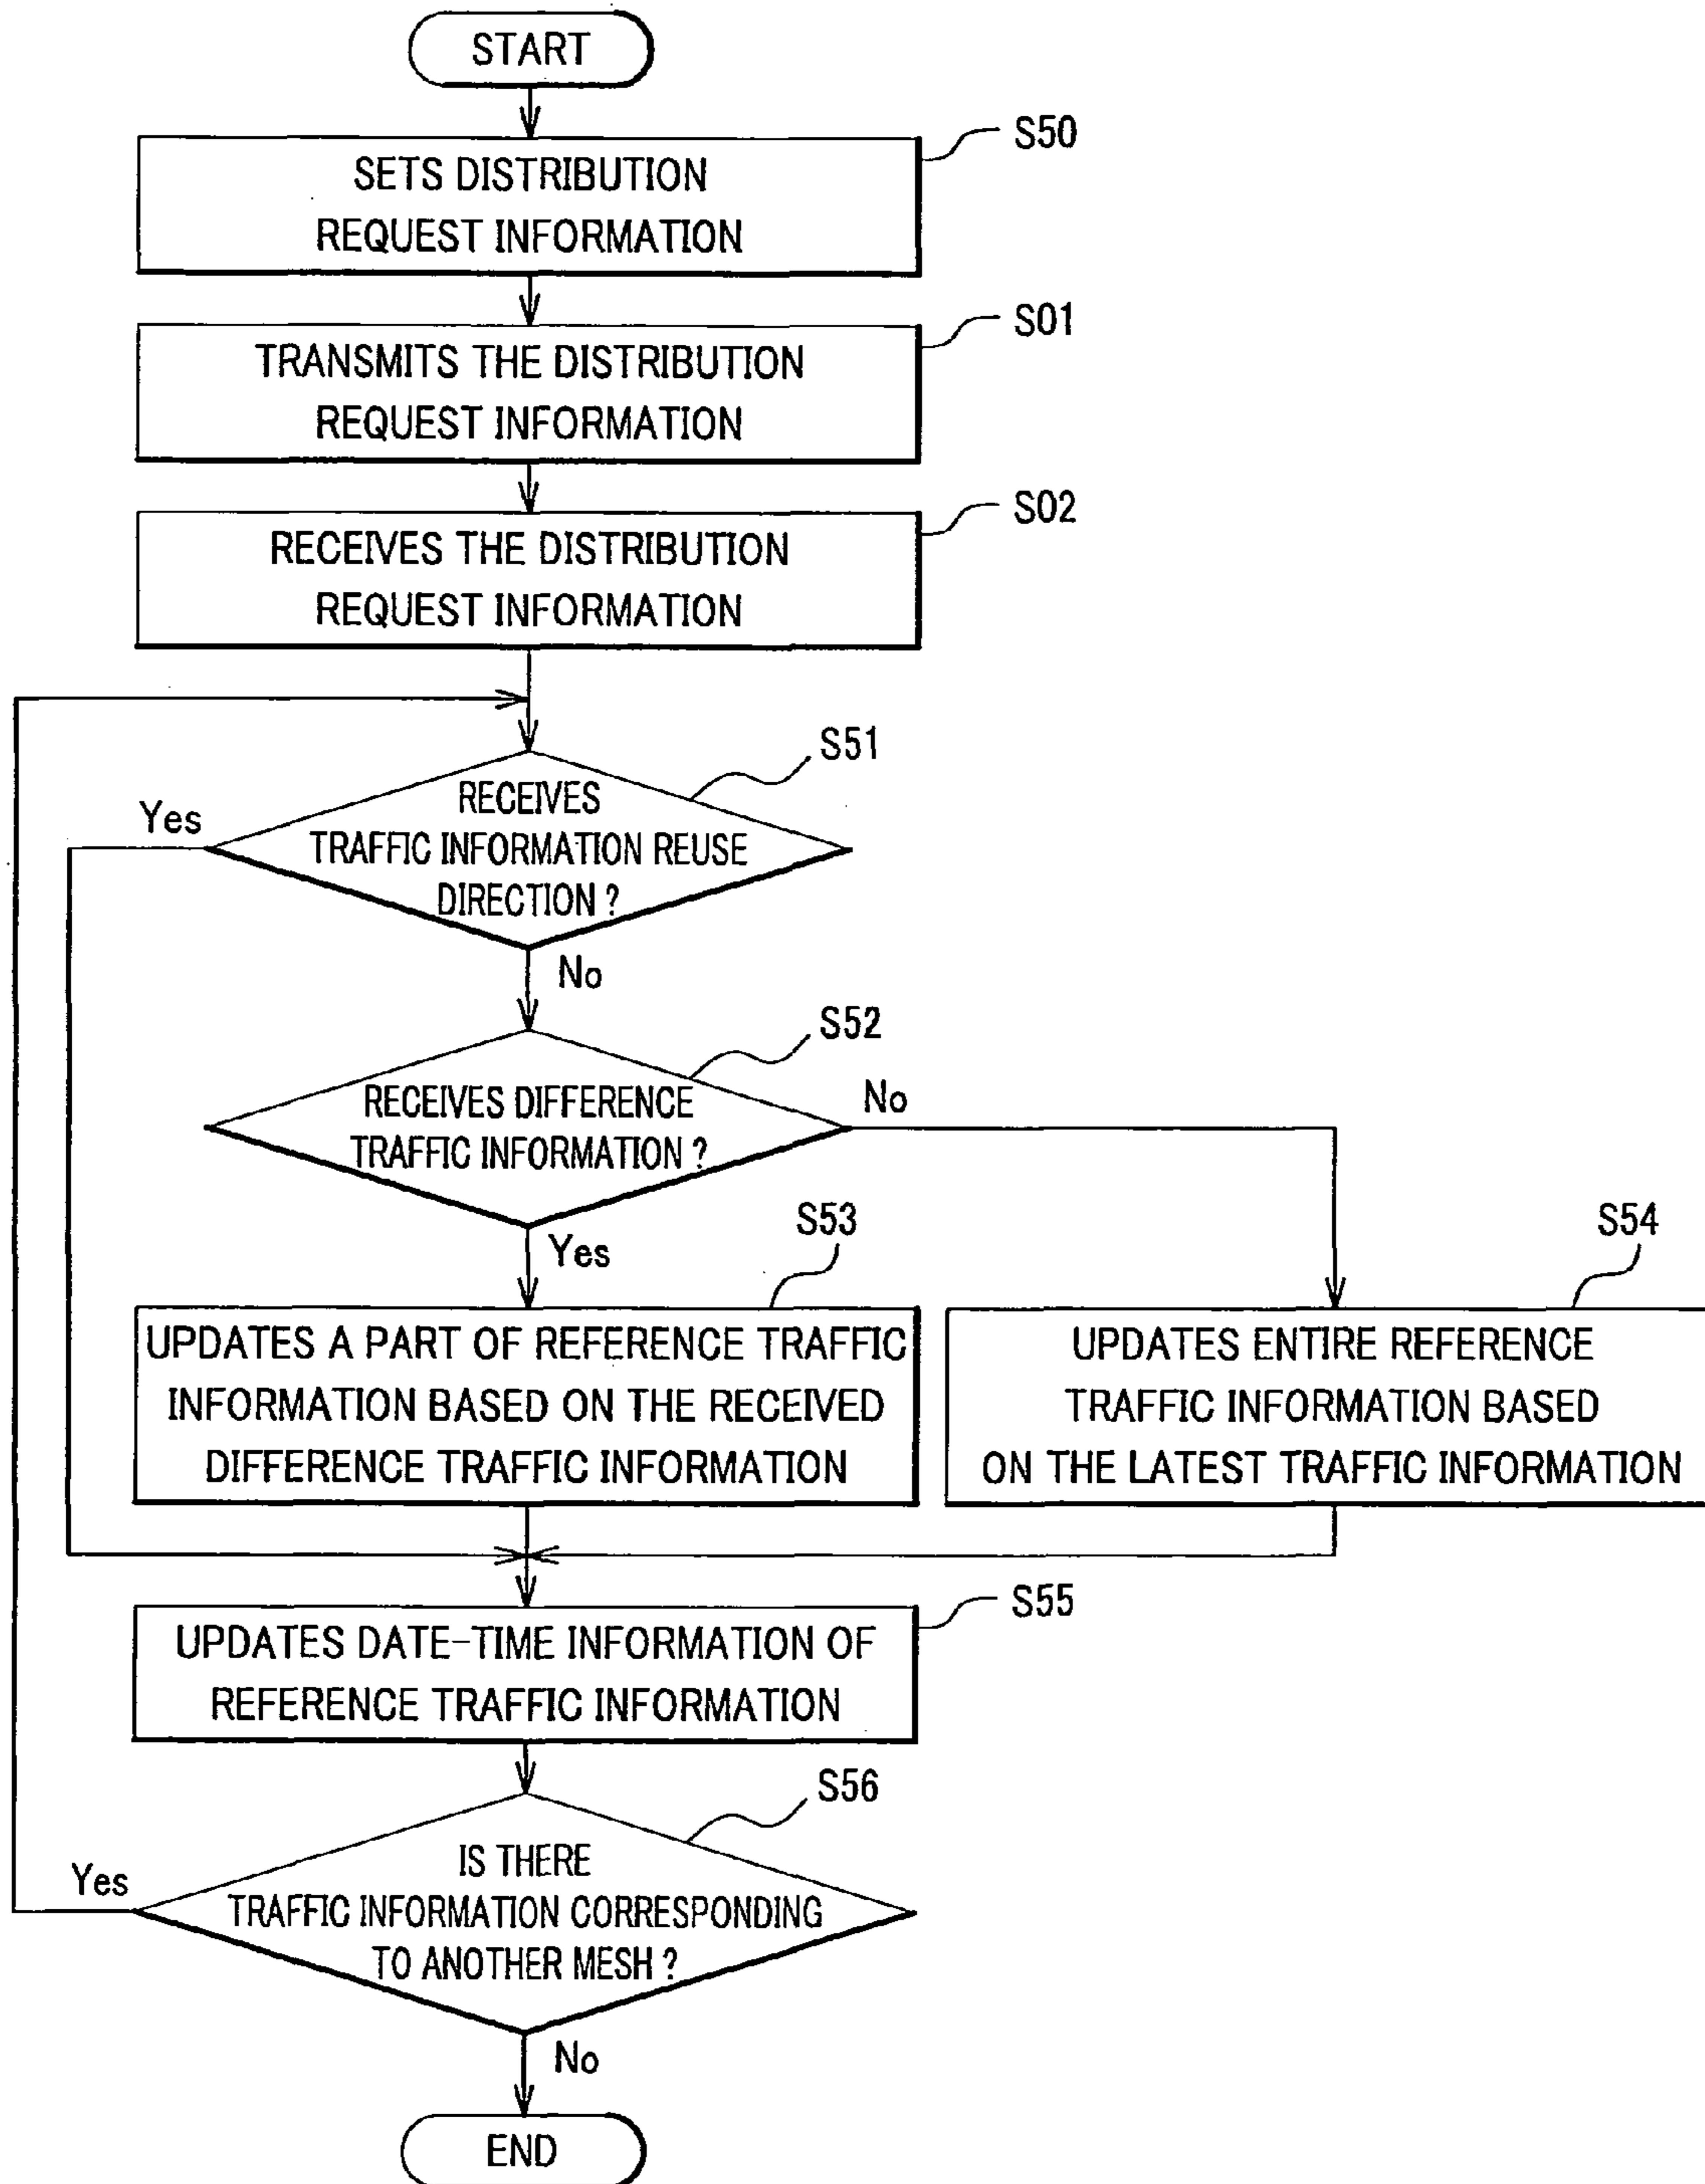 START
S50
SETS DISTRIBUTION
REQUEST INFORMATION
S01
TRANSMITS THE DISTRIBUTION
REQUEST INFORMATION
S02
RECEIVES THE DISTRIBUTION
REQUEST INFORMATION
S51
Yes
RECEIVES
TRAFFIC INFORMATION REUSE
DIRECTION ?
No
S52
RECEIVES DIFFERENCE
TRAFFIC INFORMATION ?
No
Yes
S53
UPDATES A PART OF REFERENCE TRAFFIC
INFORMATION BASED ON THE RECEIVED
DIFFERENCE TRAFFIC INFORMATION
S54
UPDATES ENTIRE REFERENCE
TRAFFIC INFORMATION BASED
ON THE LATEST TRAFFIC INFORMATION
S55
UPDATES DATE-TIME INFORMATION OF
REFERENCE TRAFFIC INFORMATION
S56
Yes
IS THERE
TRAFFIC INFORMATION CORRESPONDING
TO ANOTHER MESH ?
No
END